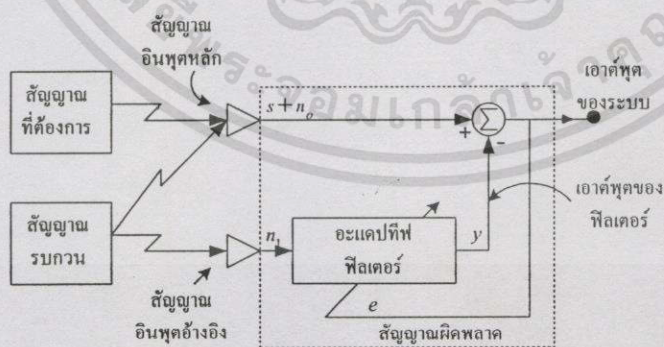 สัญญาณ
อินพุตหลัก
สัญญาณ
ที่ต้องการ
s + nₒ
+
Σ
-
เอาต์พุต
ของระบบ
สัญญาณ
รบกวน
n₁
อะแดปทีฟ
ฟิลเตอร์
y
เอาต์พุตของ
ฟิลเตอร์
e
สัญญาณ
อินพุตอ้างอิง
สัญญาณผิดพลาด